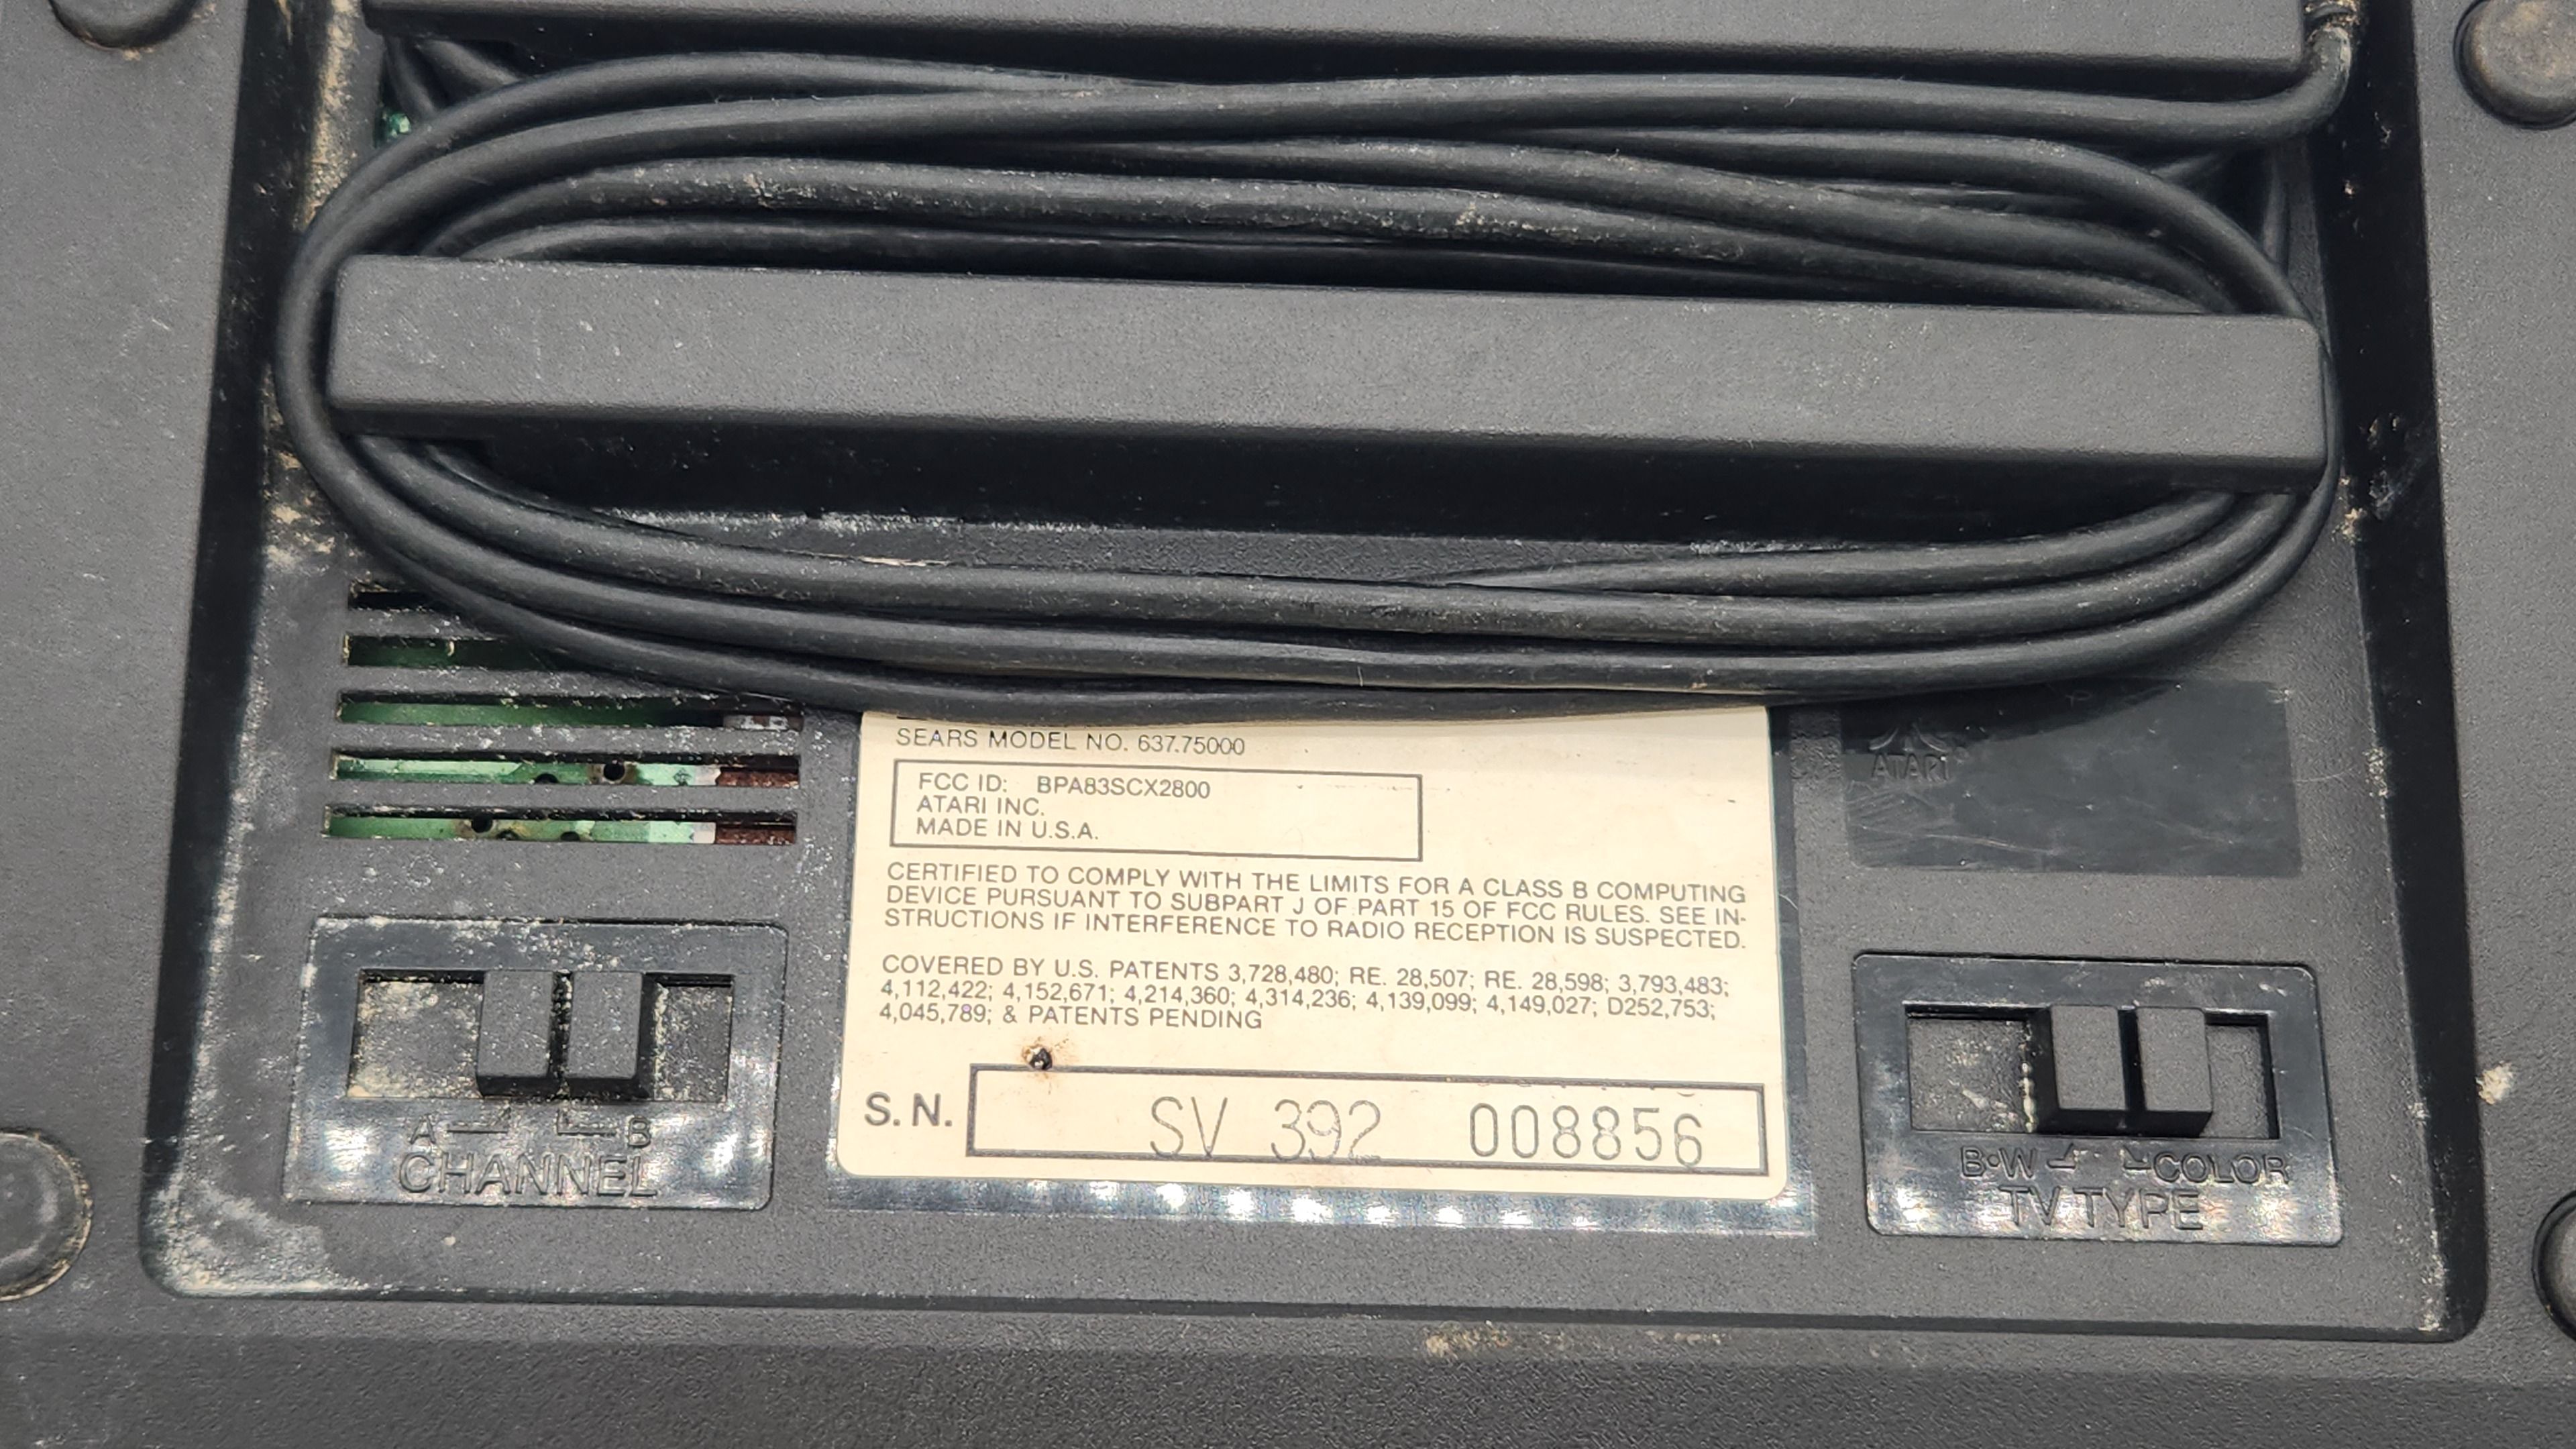 SEARS MODEL NO. 637.75000
FCC ID: BPA83SCX2800
ATARI INC.
MADE IN U.S.A.
CERTIFIED TO COMPLY WITH THE LIMITS FOR A CLASS B COMPUTING
DEVICE PURSUANT TO SUBPART J OF PART 15 OF FCC RULES. SEE IN-
STRUCTIONS IF INTERFERENCE TO RADIO RECEPTION IS SUSPECTED.
COVERED BY U.S. PATENTS 3,728,480; RE. 28,507; RE. 28,598; 3,793,483;
4,112,422; 4,152,671; 4,214,360; 4,314,236; 4,139,099; 4,149,027; D252,753;
4,045,789; & PATENTS PENDING
S.N. SV 392 008856
ATARI
A B
CHANNEL
B•W COLOR
TV TYPE